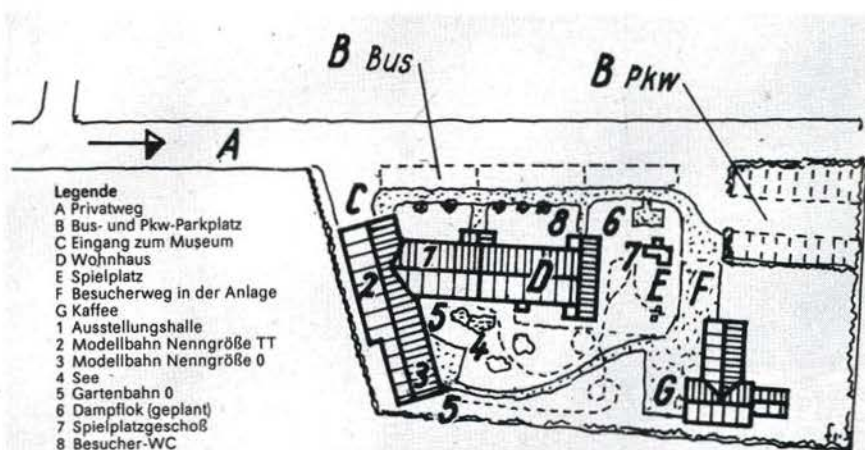 B Bus
B PKW
A
Legende
A Privatweg
B Bus- und Pkw-Parkplatz
C Eingang zum Museum
D Wohnhaus
E Spielplatz
F Besucherweg in der Anlage
G Kaffee
1 Ausstellungshalle
2 Modellbahn Nenngröße TT
3 Modellbahn Nenngröße 0
4 See
5 Gartenbahn 0
6 Dampflok (geplant)
7 Spielplatzgeschoß
8 Besucher-WC
C
8
6
1
D
7
E
F
2
5
4
3
5
G